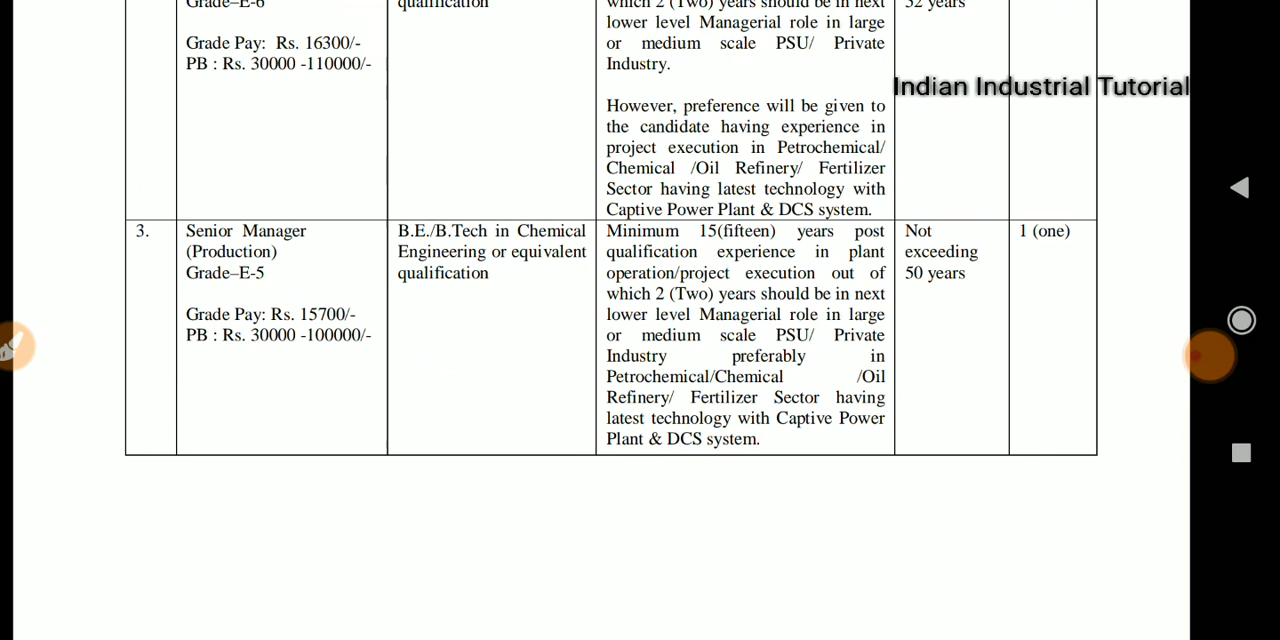 Grade–E-6
Grade Pay: Rs. 16300/-
PB : Rs. 30000 -110000/-
qualification
which 2 (Two) years should be in next
lower level Managerial role in large
or medium scale PSU/ Private
Industry.
However, preference will be given to
the candidate having experience in
project execution in Petrochemical/
Chemical /Oil Refinery/ Fertilizer
Sector having latest technology with
Captive Power Plant & DCS system.
52 years
Indian Industrial Tutorial
3.
Senior Manager
(Production)
Grade–E-5
Grade Pay: Rs. 15700/-
PB : Rs. 30000 -100000/-
B.E./B.Tech in Chemical
Engineering or equivalent
qualification
Minimum 15(fifteen) years post
qualification experience in plant
operation/project execution out of
which 2 (Two) years should be in next
lower level Managerial role in large
or medium scale PSU/ Private
Industry preferably in
Petrochemical/Chemical /Oil
Refinery/ Fertilizer Sector having
latest technology with Captive Power
Plant & DCS system.
Not
exceeding
50 years
1 (one)